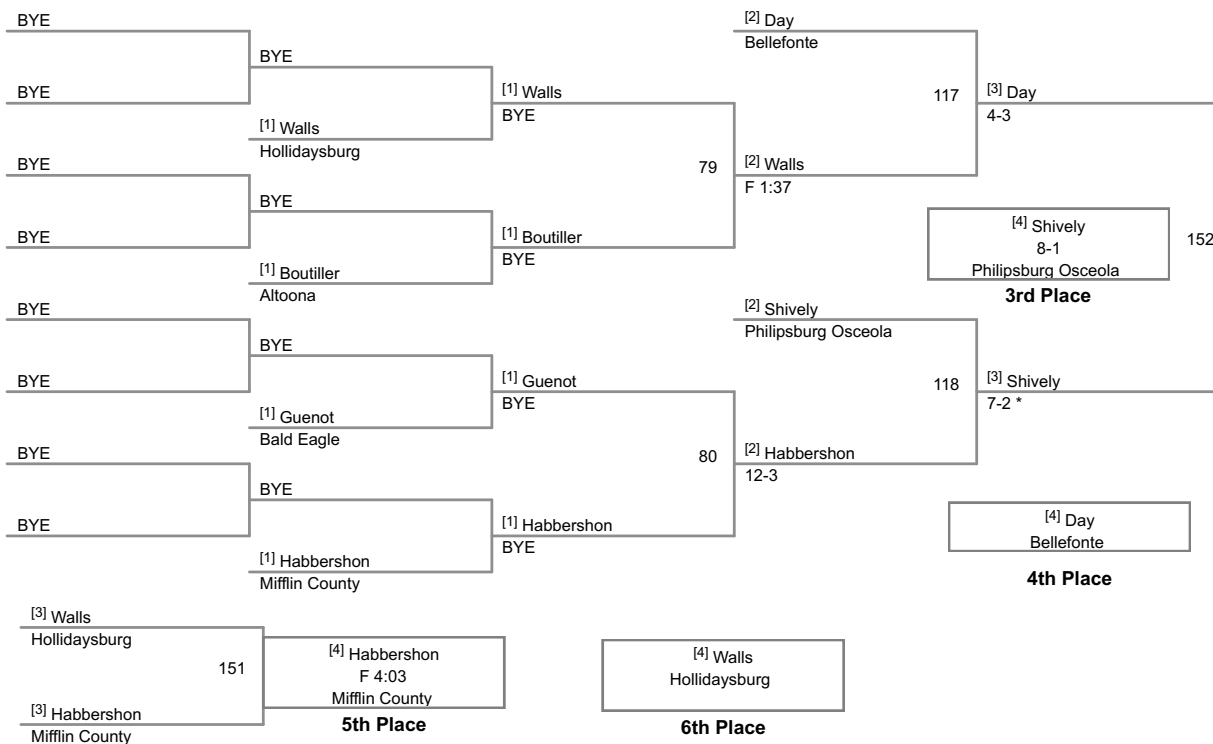 BYE
BYE
BYE
BYE
BYE
BYE
BYE
BYE
BYE
[1] Walls
Hollidaysburg
BYE
[1] Boutiller
Altoona
BYE
[1] Guenot
Bald Eagle
BYE
[1] Habbershon
Mifflin County
[1] Walls
BYE
[1] Boutiller
BYE
[1] Guenot
BYE
[1] Habbershon
BYE
79
80
[2] Day
Bellefonte
[2] Walls
F 1:37
[2] Shively
Philipsburg Osceola
[2] Habbershon
12-3
117
118
[3] Day
4-3
[4] Shively
8-1
Philipsburg Osceola
3rd Place
152
[3] Shively
7-2 *
[4] Day
Bellefonte
4th Place
[3] Walls
Hollidaysburg
151
[3] Habbershon
Mifflin County
[4] Habbershon
F 4:03
Mifflin County
5th Place
[4] Walls
Hollidaysburg
6th Place